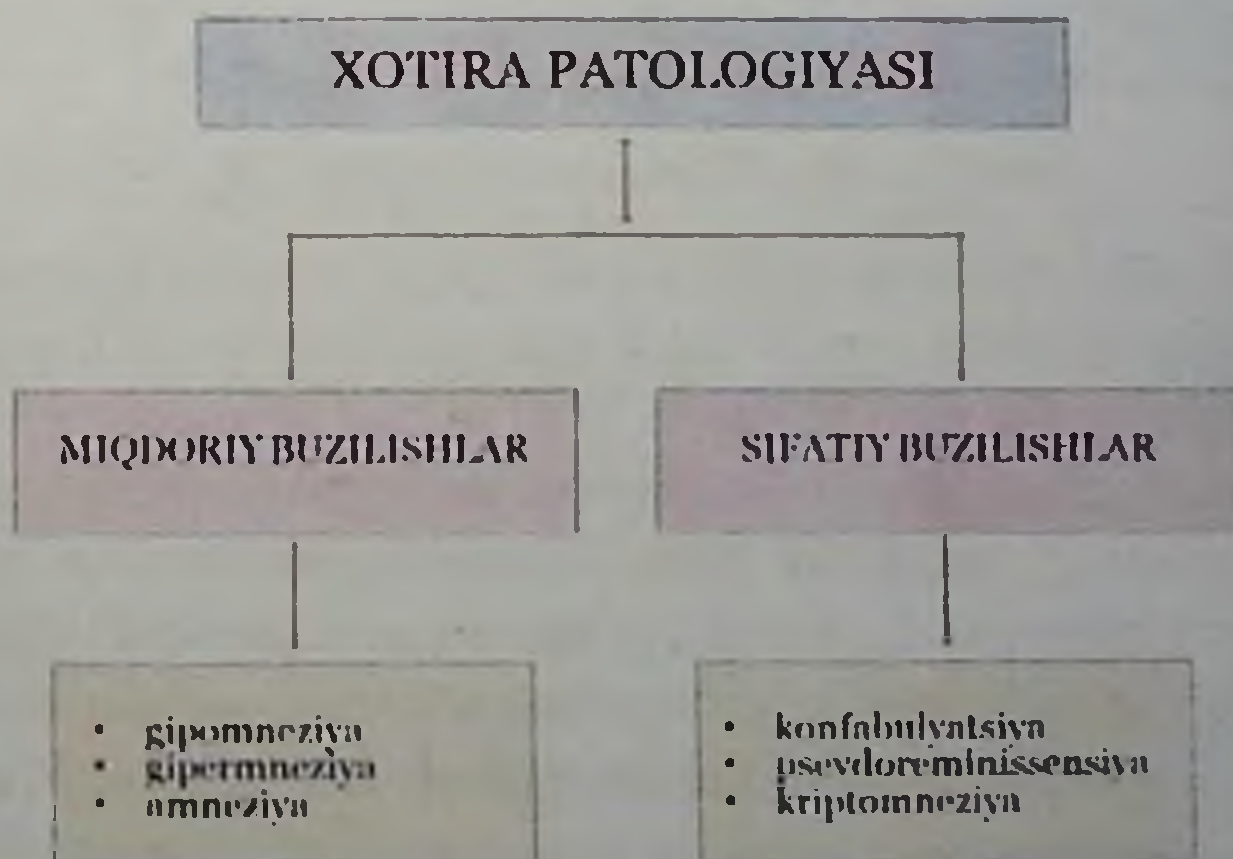 XOTIRA PATOLOGIYASI
MIQDORIY BUZILISHLAR
SIFATIY BUZILISHLAR
• gipomneziya
• gipermneziya
• amneziya
• konfabulyatsiya
• psevdoreminissensiya
• kriptomneziya